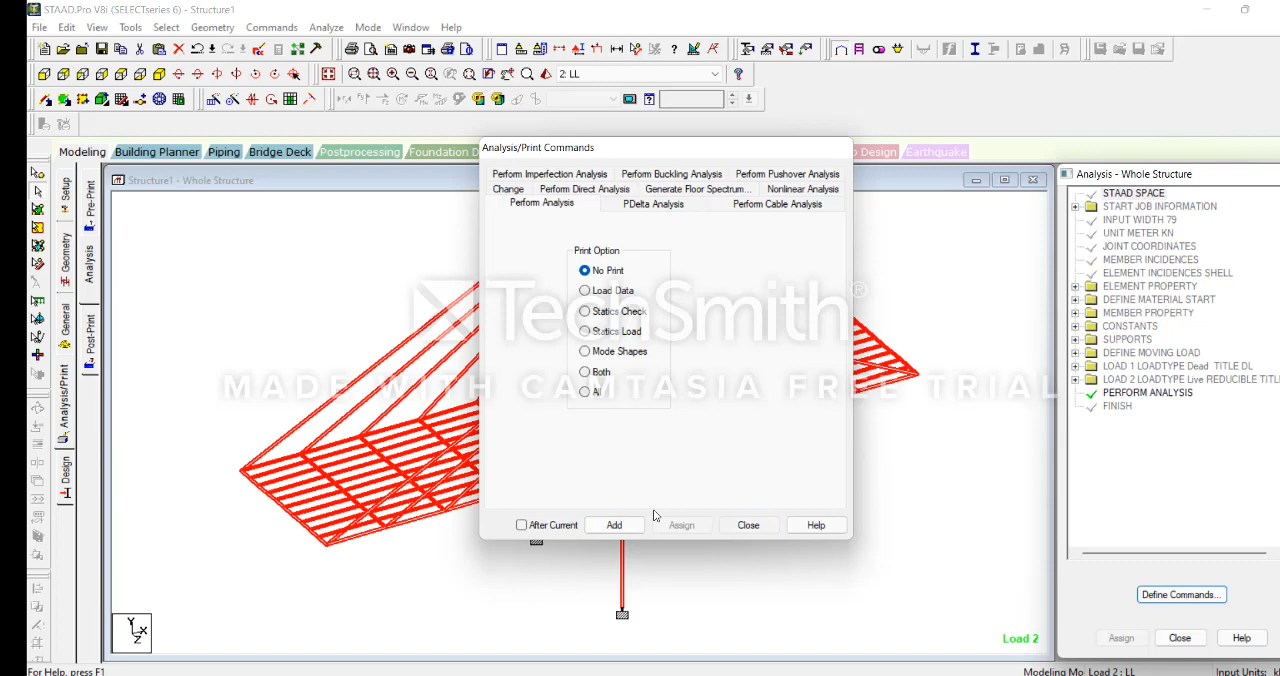 STAAD.Pro V8i (SELECTseries 6) - Structure1
File Edit View Tools Select Geometry Commands Analyze Mode Window Help
2: LL
Modeling Building Planner Piping Bridge Deck Postprocessing Foundation D o Design Earthquake
Setup
Geometry
General
Analysis/Print
Design
Pre-Print
Analysis
Post-Print
Structure1 - Whole Structure
Load 2
Y
X
Z
Analysis/Print Commands
Perform Imperfection Analysis Perform Buckling Analysis Perform Pushover Analysis
Change Perform Direct Analysis Generate Floor Spectrum... Nonlinear Analysis
Perform Analysis PDelta Analysis Perform Cable Analysis
Print Option
No Print
Load Data
Statics Check
Statics Load
Mode Shapes
Both
All
After Current Add Assign Close Help
TechSmith®
MADE WITH CAMTASIA FREE TRIAL
Analysis - Whole Structure
STAAD SPACE
START JOB INFORMATION
INPUT WIDTH 79
UNIT METER KN
JOINT COORDINATES
MEMBER INCIDENCES
ELEMENT INCIDENCES SHELL
ELEMENT PROPERTY
DEFINE MATERIAL START
MEMBER PROPERTY
CONSTANTS
SUPPORTS
DEFINE MOVING LOAD
LOAD 1 LOADTYPE Dead TITLE DL
LOAD 2 LOADTYPE Live REDUCIBLE TITL
PERFORM ANALYSIS
FINISH
Define Commands...
Assign Close Help
For Help, press F1
Modeling Mo Load 2 : LL Input Units: k